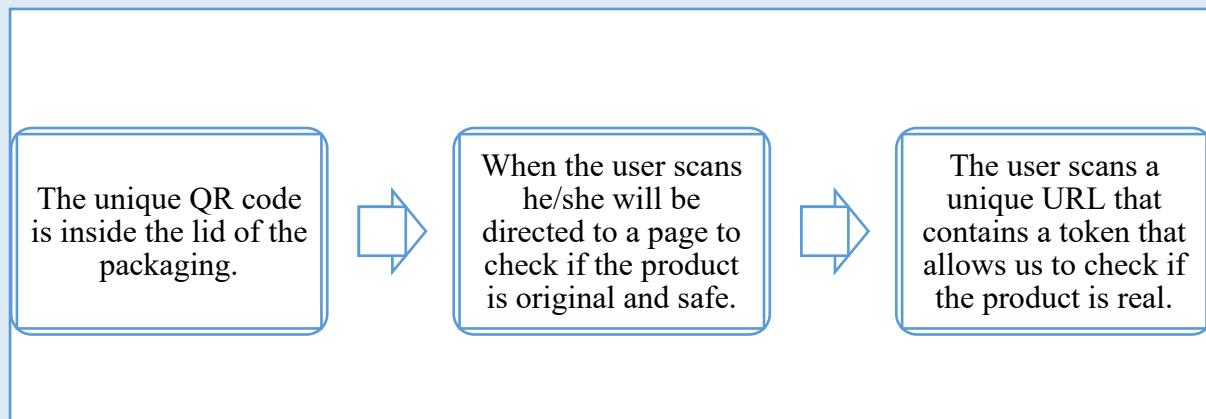 The unique QR code
is inside the lid of the
packaging.
When the user scans
he/she will be
directed to a page to
check if the product
is original and safe.
The user scans a
unique URL that
contains a token that
allows us to check if
the product is real.